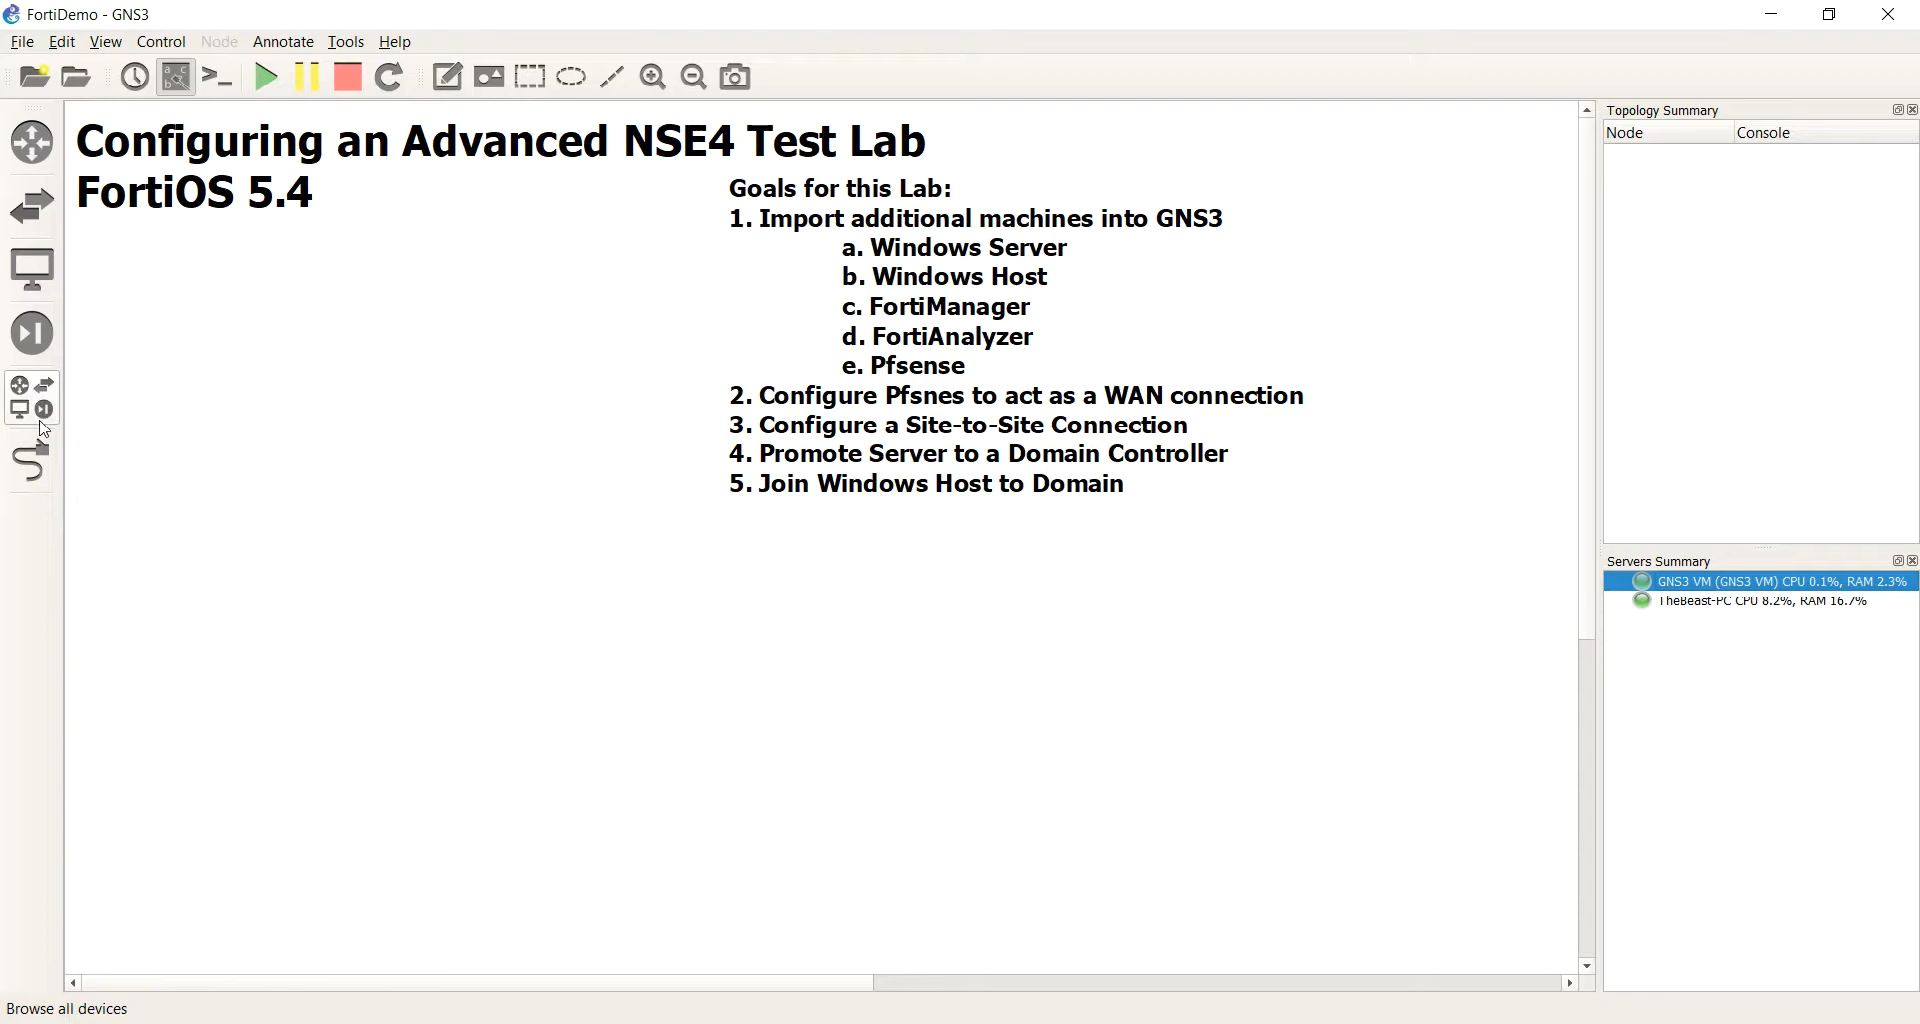 FortiDemo - GNS3
File Edit View Control Node Annotate Tools Help
Configuring an Advanced NSE4 Test Lab
FortiOS 5.4
Goals for this Lab:
1. Import additional machines into GNS3
a. Windows Server
b. Windows Host
c. FortiManager
d. FortiAnalyzer
e. Pfsense
2. Configure Pfsnes to act as a WAN connection
3. Configure a Site-to-Site Connection
4. Promote Server to a Domain Controller
5. Join Windows Host to Domain
Topology Summary
Node Console
Servers Summary
GNS3 VM (GNS3 VM) CPU 0.1%, RAM 2.3%
TheBeast-PC CPU 8.2%, RAM 16.7%
Browse all devices